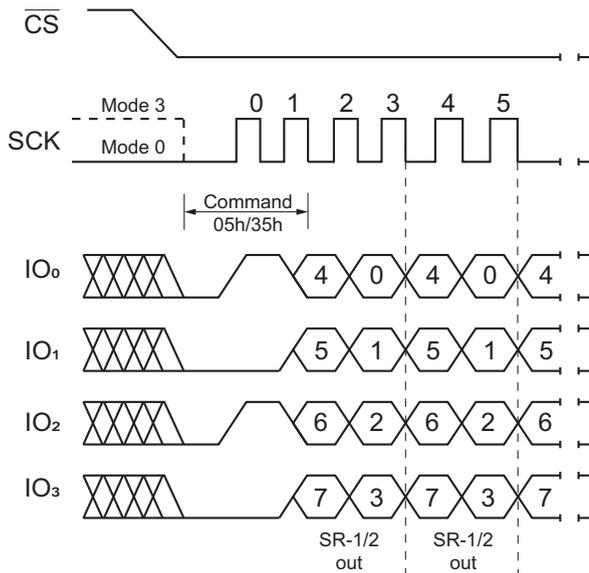 CS
Mode 3
0 1 2 3 4 5
SCK
Mode 0
Command
05h/35h
IO₀ 4 0 4 0 4
IO₁ 5 1 5 1 5
IO₂ 6 2 6 2 6
IO₃ 7 3 7 3 7
SR-1/2 SR-1/2
out out